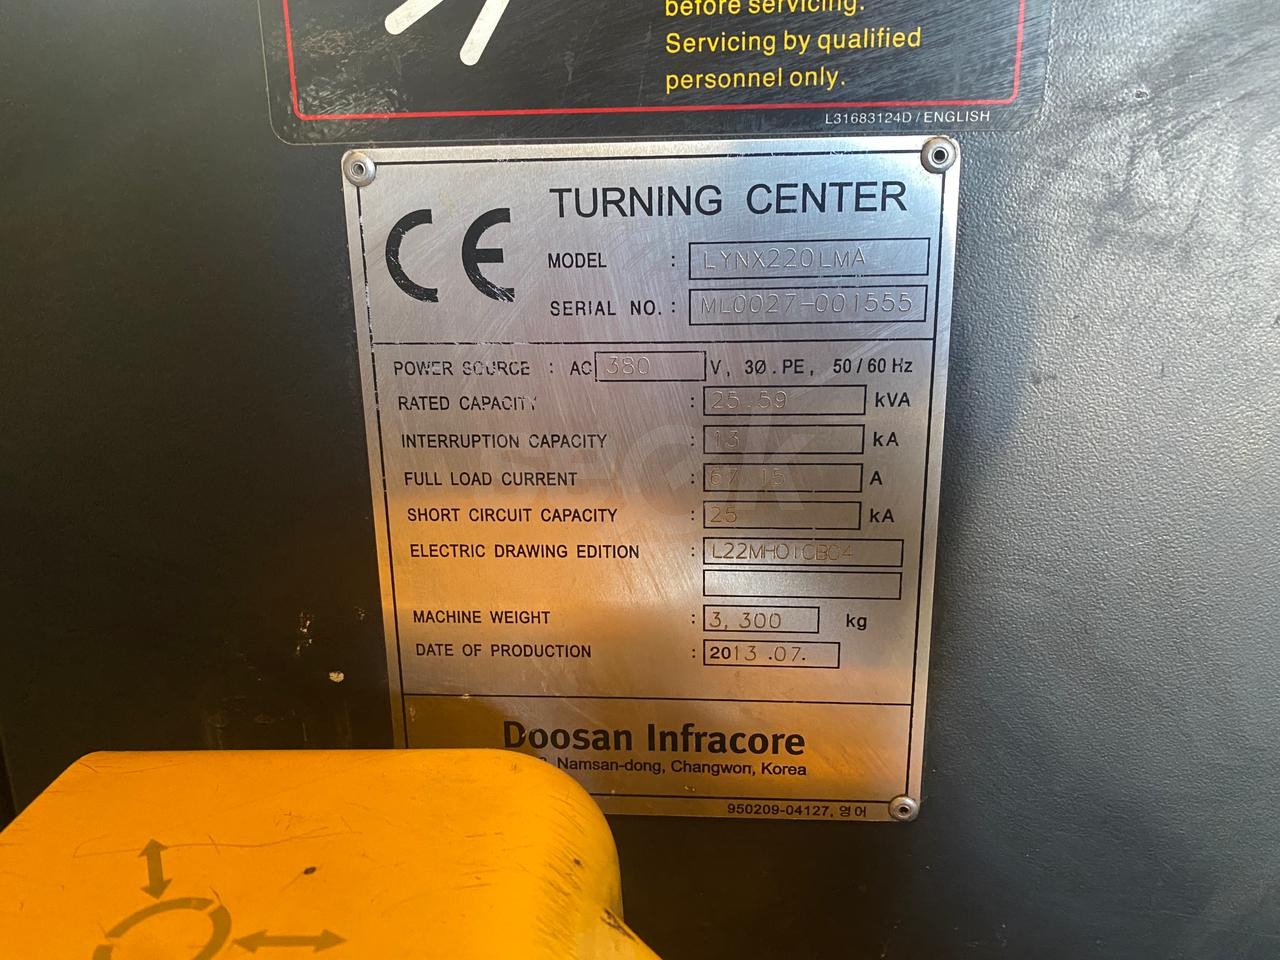 before servicing.
Servicing by qualified
personnel only.
L31683124D / ENGLISH
CE
TURNING CENTER
MODEL : LYNX220LMA
SERIAL NO. : ML0027-001555
POWER SOURCE : AC 380 V, 3Ø.PE, 50/60 Hz
RATED CAPACITY : 25.59 kVA
INTERRUPTION CAPACITY : 13 kA
FULL LOAD CURRENT : 67.15 A
SHORT CIRCUIT CAPACITY : 25 kA
ELECTRIC DRAWING EDITION :
MACHINE WEIGHT : 3,300 kg
DATE OF PRODUCTION : 2013.07.
Doosan Infracore
Namsan-dong, Changwon, Korea
950209-04127, 영어